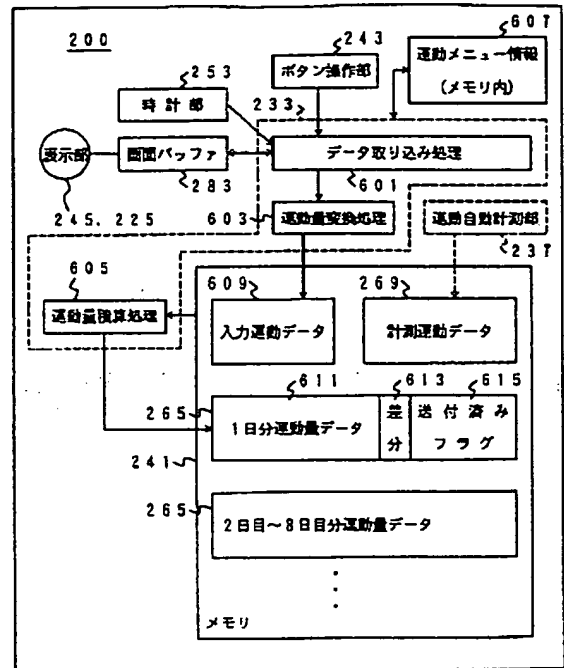 607
200
243
運動メニュー情報
(メモリ内)
253
ボタン操作部
233
時計部
表示部
画面バッファ
データ取り込み処理
283
601
245, 225
603
運動量変換処理
運動自動計測部
237
605
609
269
運動量積算処理
入力運動データ
計測運動データ
611
613
615
265
1日分運動量データ
差分
送付済みフラグ
241
265
2日目～8日目分運動量データ
メモリ